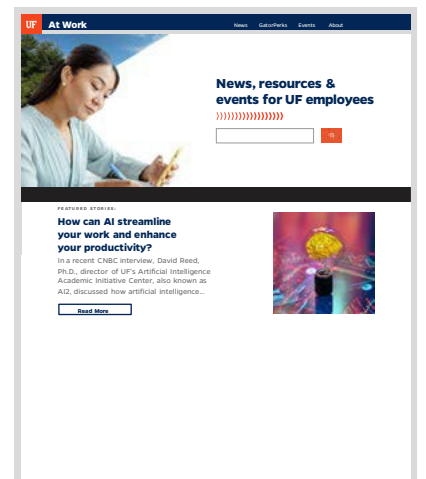 UF At Work
News GatorPerks Events About
News, resources &
events for UF employees
FEATURED STORIES:
How can AI streamline
your work and enhance
your productivity?
In a recent CNBC interview, David Reed,
Ph.D., director of UF's Artificial Intelligence
Academic Initiative Center, also known as
AI2, discussed how artificial intelligence...
Read More